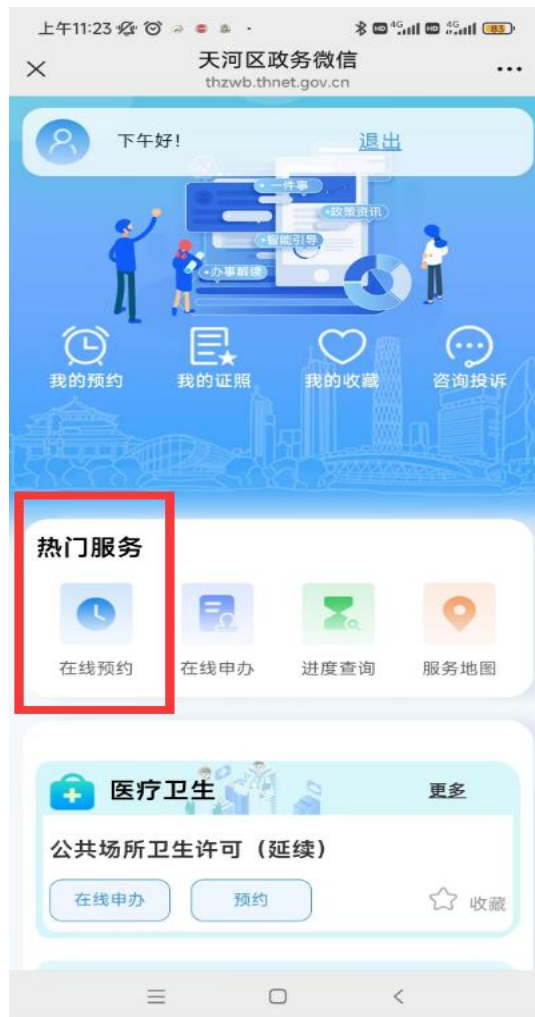 上午11:23
4G
4G
83
天河区政务微信
thzwb.thnet.gov.cn
下午好!
退出
一件事
政策资讯
智能引导
办事解读
我的预约 我的证照 我的收藏 咨询投诉
热门服务
在线预约 在线申办 进度查询 服务地图
医疗卫生 更多
公共场所卫生许可（延续）
在线申办 预约 收藏